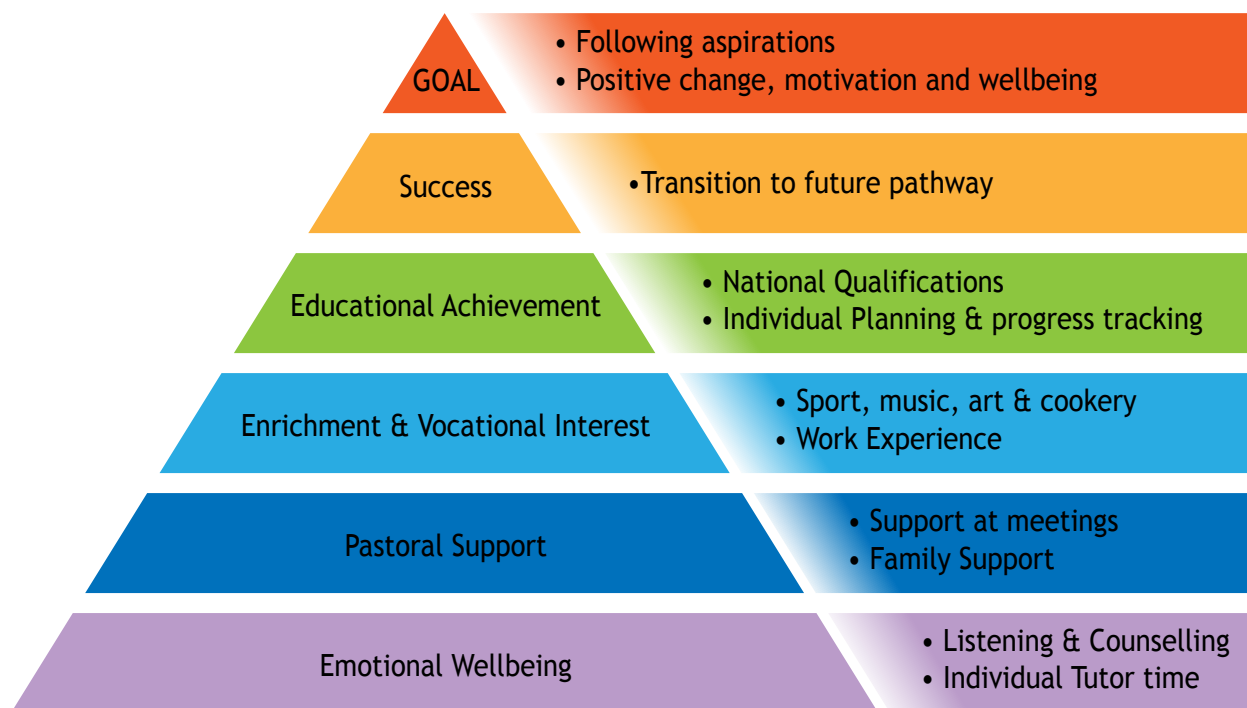 GOAL
• Following aspirations
• Positive change, motivation and wellbeing
Success
•Transition to future pathway
Educational Achievement
• National Qualifications
• Individual Planning & progress tracking
Enrichment & Vocational Interest
• Sport, music, art & cookery
• Work Experience
Pastoral Support
• Support at meetings
• Family Support
Emotional Wellbeing
• Listening & Counselling
• Individual Tutor time